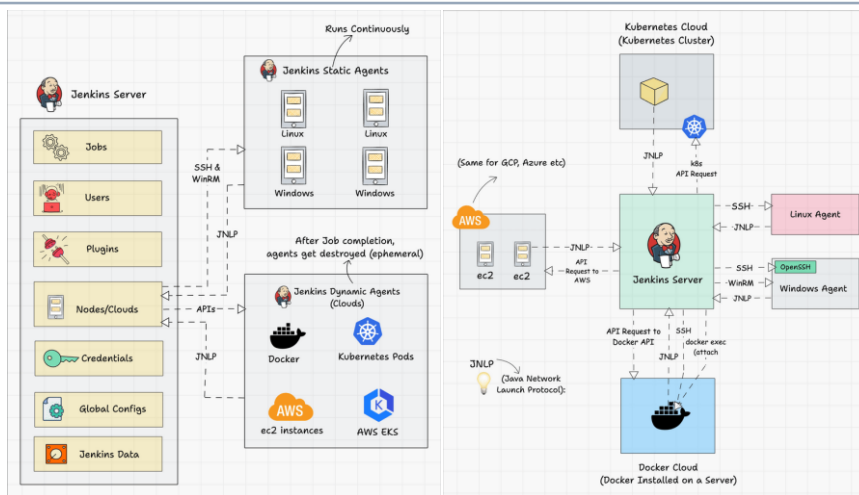 Runs Continuously
Jenkins Static Agents
Linux
Linux
Windows
Windows
Jenkins Server
Jobs
Users
Plugins
Nodes/Clouds
Credentials
Global Configs
Jenkins Data
SSH &
WinRM
JNLP
After Job completion,
agents get destroyed (ephemeral)
APIs
JNLP
Jenkins Dynamic Agents
(Clouds)
Docker
Kubernetes Pods
AWS
ec2 instances
K
AWS EKS
Kubernetes Cloud
(Kubernetes Cluster)
JNLP
k8s
API Request
(Same for GCP, Azure etc)
AWS
ec2
ec2
JNLP
API
Request to
AWS
Jenkins Server
SSH
JNLP
Linux Agent
SSH
OpenSSH
WinRM
JNLP
Windows Agent
API Request to
Docker API
JNLP
SSH
docker exec
(attach
JNLP
(Java Network
Launch Protocol):
Docker Cloud
(Docker Installed on a Server)